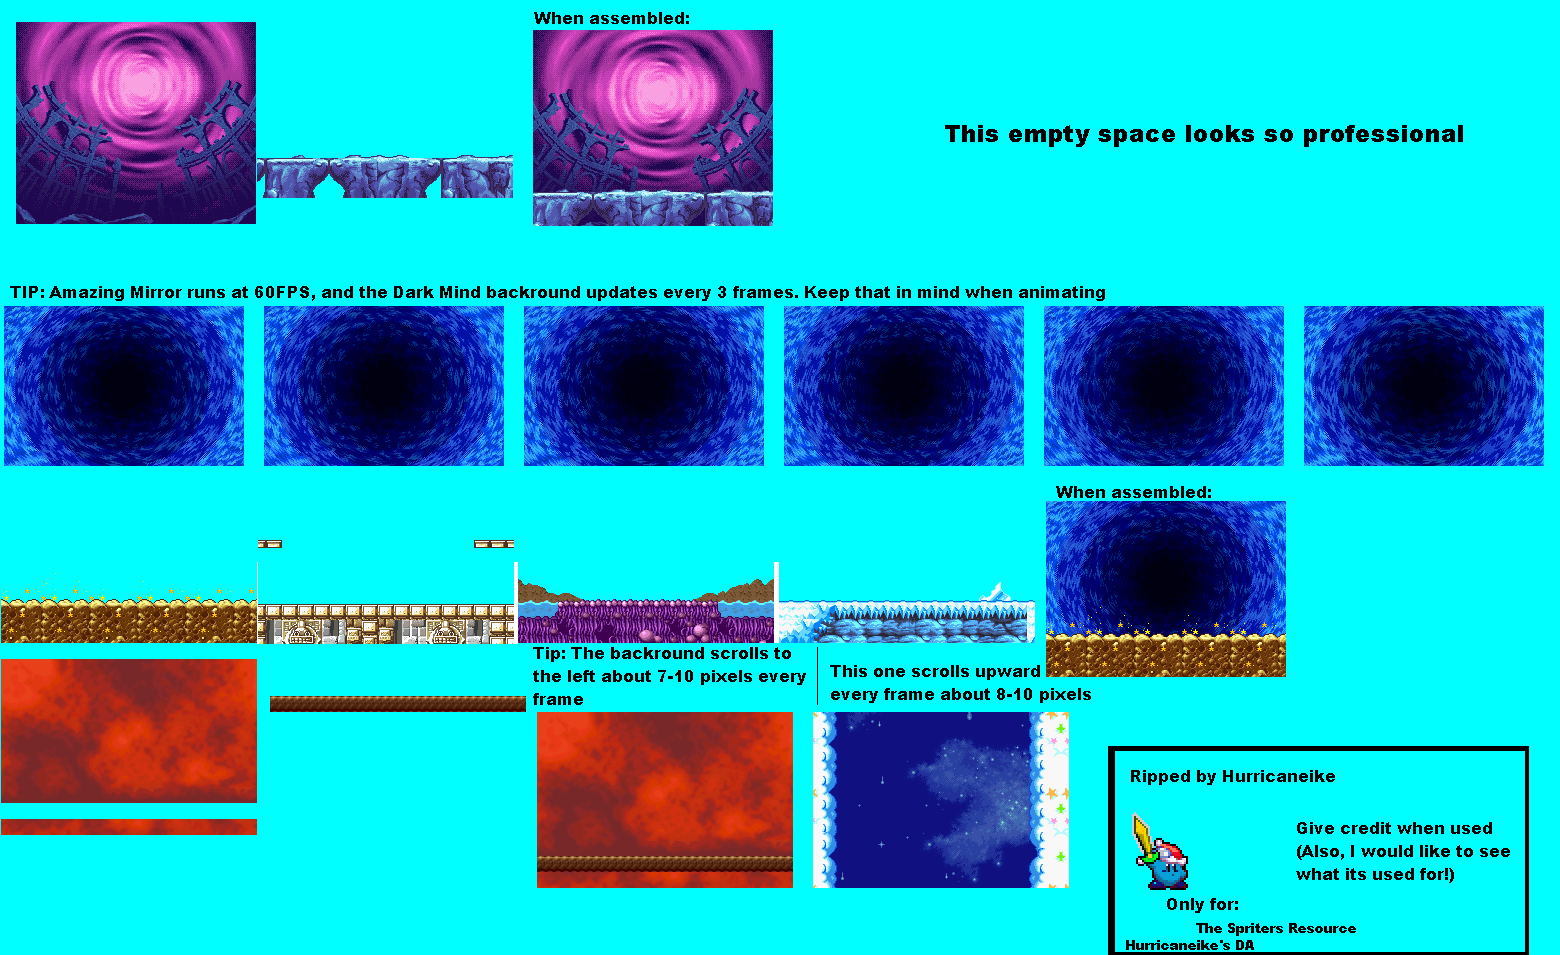 When assembled:
This empty space looks so professional
TIP: Amazing Mirror runs at 60FPS, and the Dark Mind backround updates every 3 frames. Keep that in mind when animating
When assembled:
Tip: The backround scrolls to
the left about 7-10 pixels every
frame
This one scrolls upward
every frame about 8-10 pixels
Ripped by Hurricaneike
Give credit when used
(Also, I would like to see
what its used for!)
Only for:
The Spriters Resource
Hurricaneike's DA